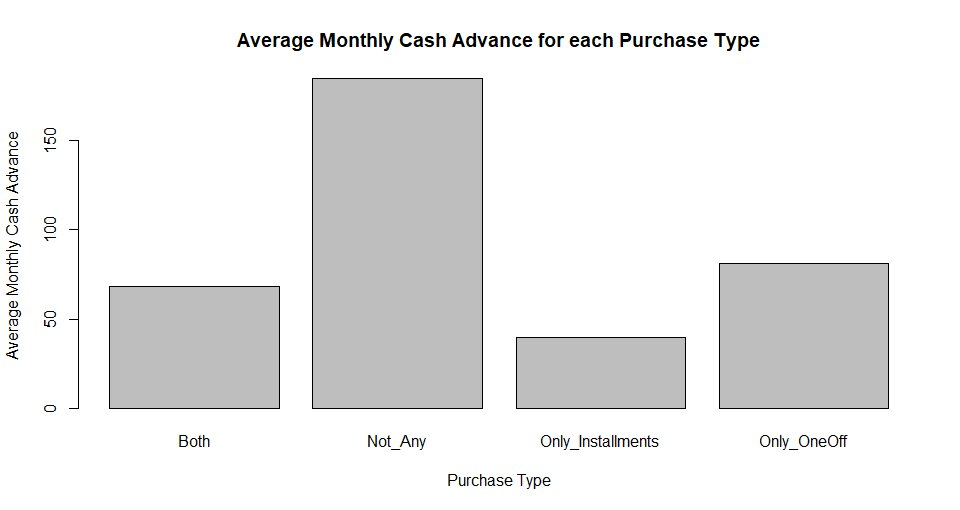 Average Monthly Cash Advance for each Purchase Type
Average Monthly Cash Advance
150
100
50
0
Both Not_Any Only_Installments Only_OneOff
Purchase Type